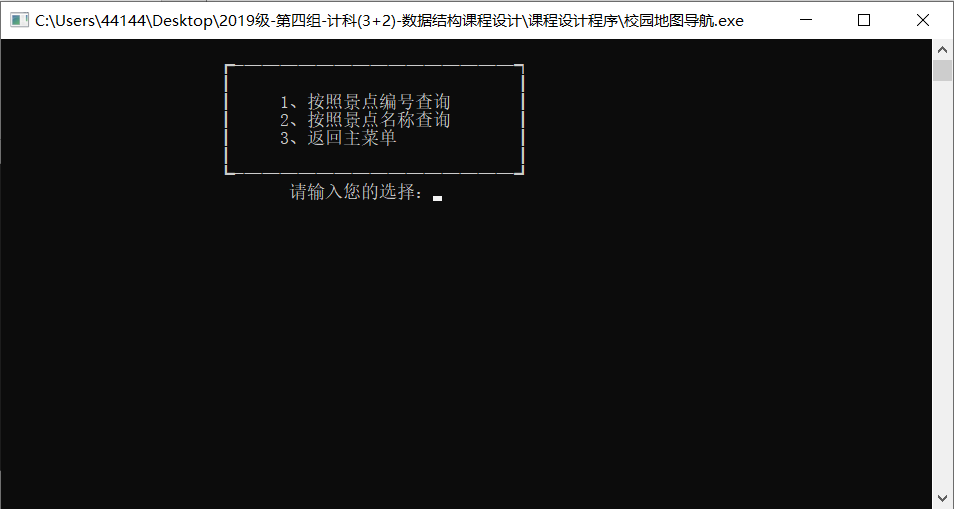 C:\Users\44144\Desktop\2019级-第四组-计科(3+2)-数据结构课程设计\课程设计程序\校园地图导航.exe
1、按照景点编号查询
2、按照景点名称查询
3、返回主菜单
请输入您的选择：